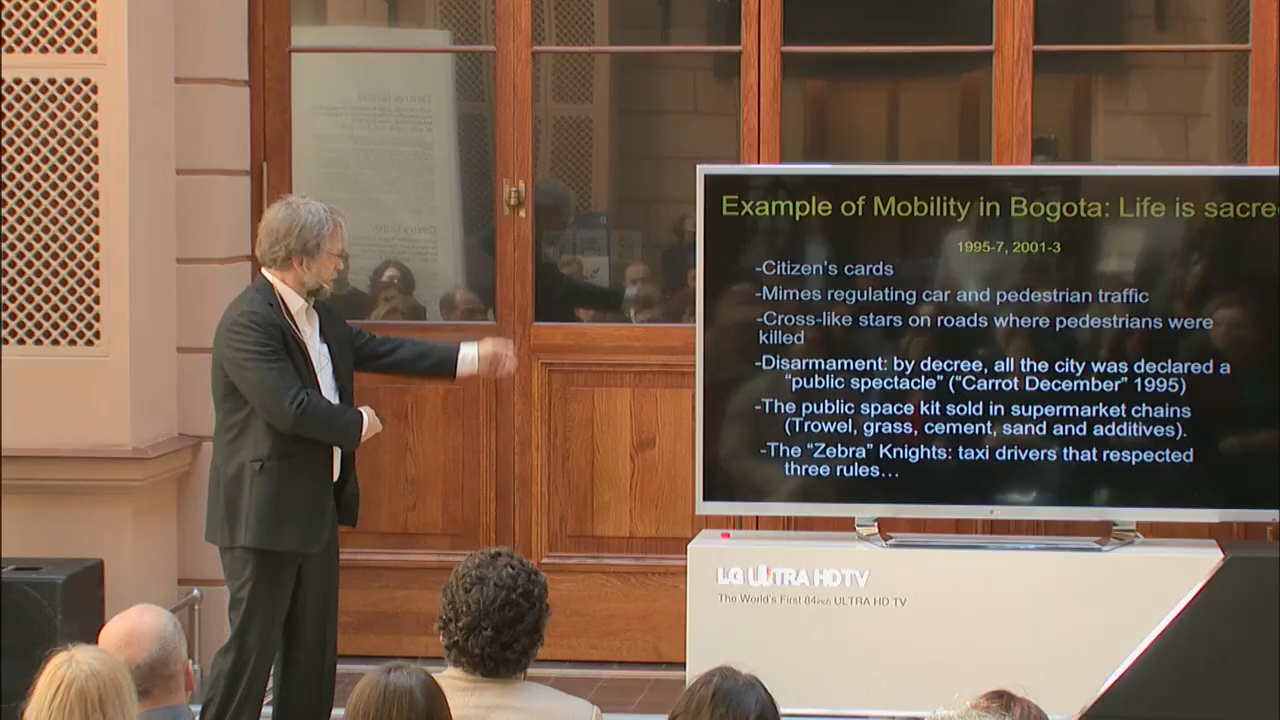 Example of Mobility in Bogota: Life is sacre
1995-7, 2001-3
-Citizen's cards
-Mimes regulating car and pedestrian traffic
-Cross-like stars on roads where pedestrians were
killed
-Disarmament: by decree, all the city was declared a
"public spectacle" ("Carrot December" 1995)
-The public space kit sold in supermarket chains
(Trowel, grass, cement, sand and additives).
-The "Zebra" Knights: taxi drivers that respected
three rules…
LG ULTRA HDTV
The World's First 84inch ULTRA HD TV